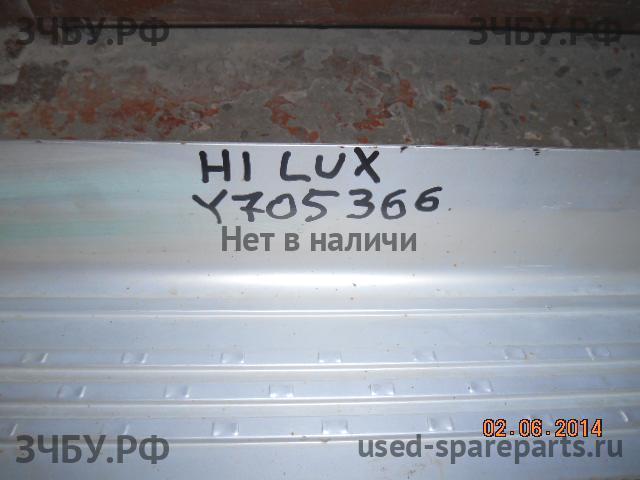 ЗЧБУ.РФ
ЗЧБУ.РФ
HI LUX
Y705366
Нет в наличи
02.06.2014
ЗЧБУ.РФ
used-spareparts.ru